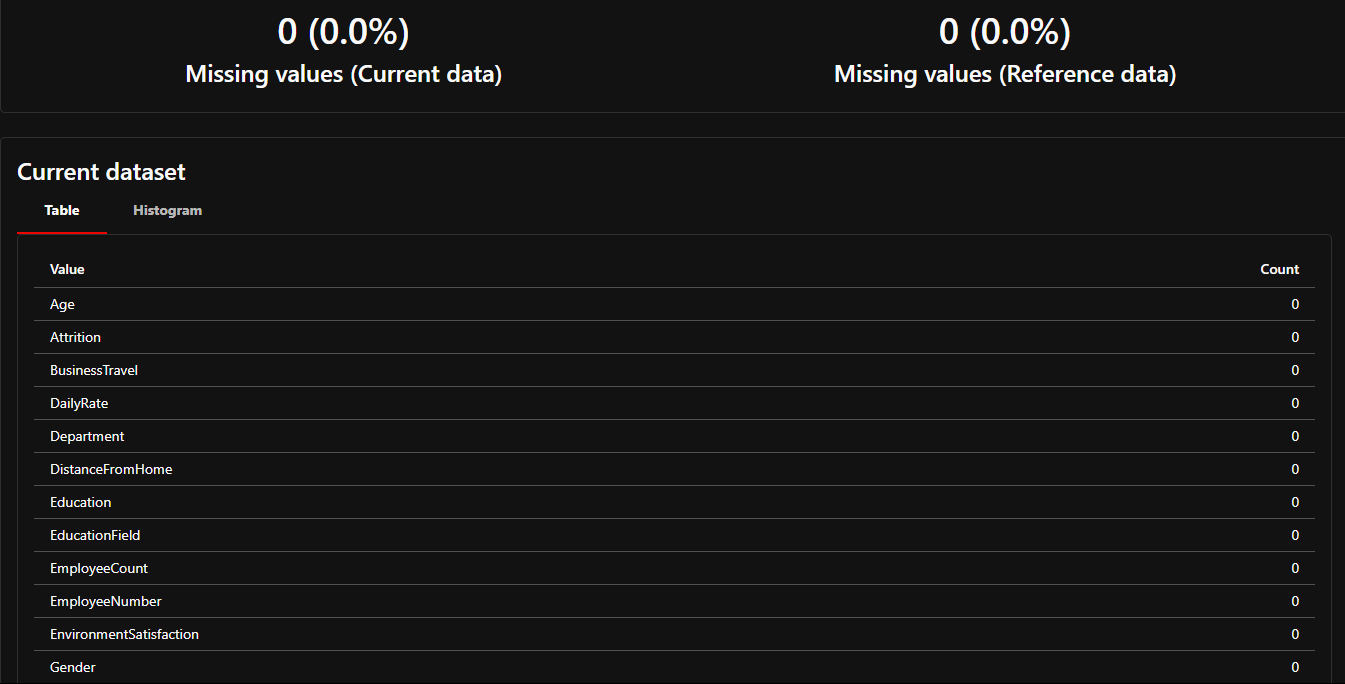 0 (0.0%) 0 (0.0%)
Missing values (Current data) Missing values (Reference data)
Current dataset
Table Histogram
Value Count
Age 0
Attrition 0
BusinessTravel 0
DailyRate 0
Department 0
DistanceFromHome 0
Education 0
EducationField 0
EmployeeCount 0
EmployeeNumber 0
EnvironmentSatisfaction 0
Gender 0